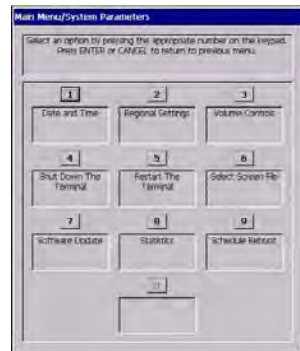 Main Menu/System Parameters
Select an option by pressing the appropriate number on the keypad.
Press ENTER or CANCEL to return to previous menu.
1
2
3
Date and Time
Regional Settings
Volume Controls
4
5
6
Shut Down The
Terminal
Restart The
Terminal
Select Screen File
7
8
9
Software Update
Statistics
Schedule Reboot